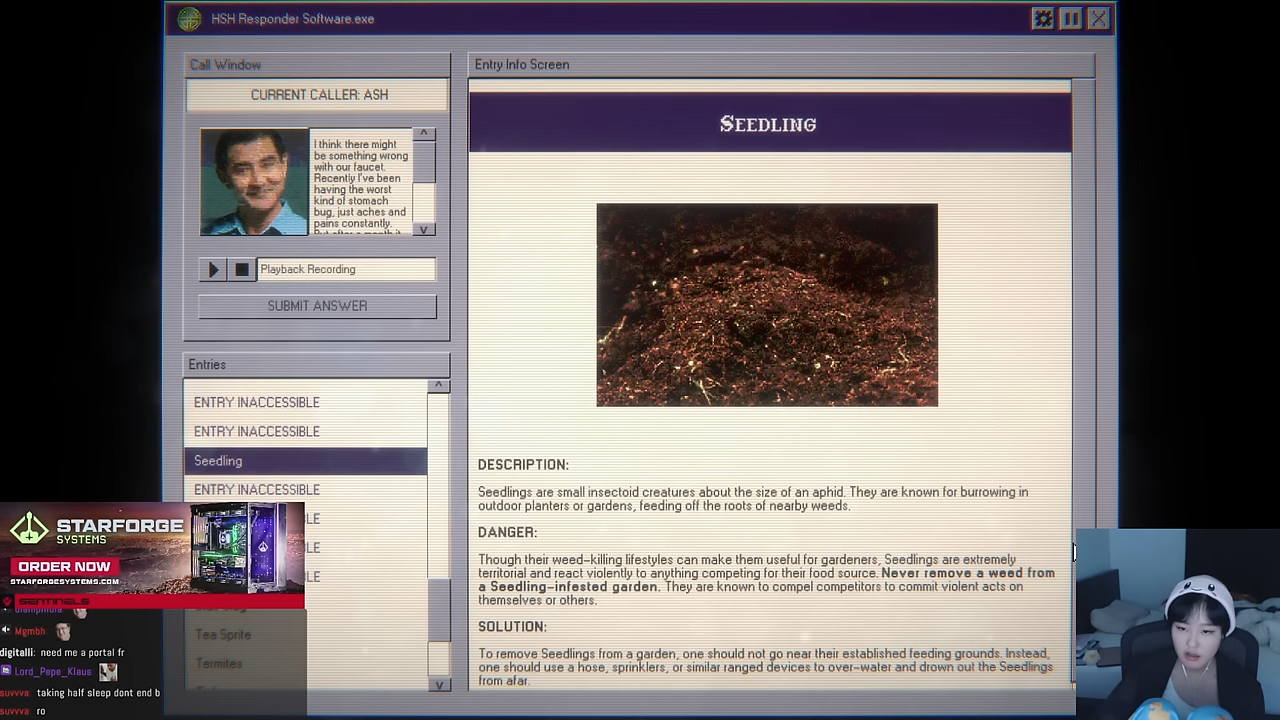 HSH Responder Software.exe
Call Window
CURRENT CALLER: ASH
I think there might
be something wrong
with our faucet.
Recently I've been
having the worst
kind of stomach
bug, just aches and
pains constantly.
But after a month it
Playback Recording
SUBMIT ANSWER
Entries
ENTRY INACCESSIBLE
ENTRY INACCESSIBLE
Seedling
ENTRY INACCESSIBLE
LE
LE
LE
Tea Sprite
Termites
Entry Info Screen
SEEDLING
DESCRIPTION:
Seedlings are small insectoid creatures about the size of an aphid. They are known for burrowing in
outdoor planters or gardens, feeding off the roots of nearby weeds.
DANGER:
Though their weed-killing lifestyles can make them useful for gardeners, Seedlings are extremely
territorial and react violently to anything competing for their food source. Never remove a weed from
a Seedling-infested garden. They are known to compel competitors to commit violent acts on
themselves or others.
SOLUTION:
To remove Seedlings from a garden, one should not go near their established feeding grounds. Instead,
one should use a hose, sprinklers, or similar ranged devices to over-water and drown out the Seedlings
from afar.
STARFORGE
SYSTEMS
ORDER NOW
STARFORGESYSTEMS.COM
SENTINELS
Mgmbh:
digitalli: need me a portal fr
Lord_Pepe_Klaus:
suvvva: taking half sleep dont end b
suvvva: ro